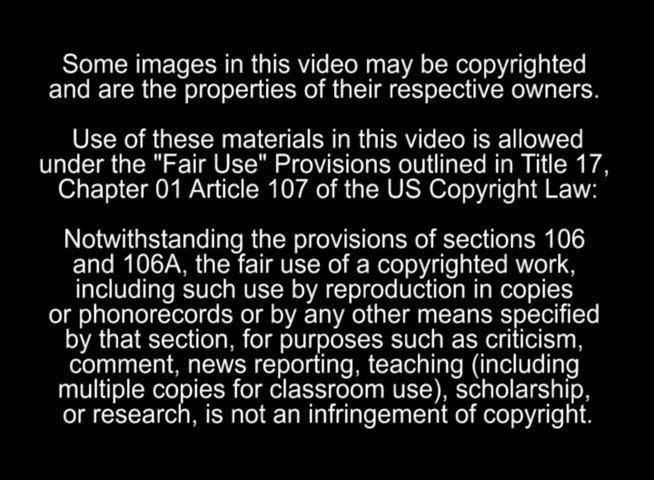 Some images in this video may be copyrighted
and are the properties of their respective owners.
Use of these materials in this video is allowed
under the "Fair Use" Provisions outlined in Title 17,
Chapter 01 Article 107 of the US Copyright Law:
Notwithstanding the provisions of sections 106
and 106A, the fair use of a copyrighted work,
including such use by reproduction in copies
or phonorecords or by any other means specified
by that section, for purposes such as criticism,
comment, news reporting, teaching (including
multiple copies for classroom use), scholarship,
or research, is not an infringement of copyright.